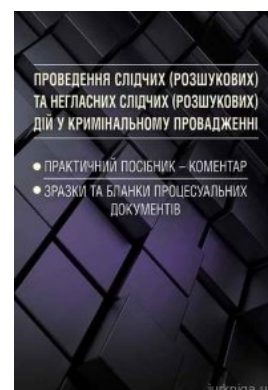 ПРОВЕДЕННЯ СЛІДЧИХ (РОЗШУКОВИХ)
ТА НЕГЛАСНИХ СЛІДЧИХ (РОЗШУКОВИХ)
ДІЙ У КРИМІНАЛЬНОМУ ПРОВАДЖЕННІ
● ПРАКТИЧНИЙ ПОСІБНИК – КОМЕНТАР
● ЗРАЗКИ ТА БЛАНКИ ПРОЦЕСУАЛЬНИХ
ДОКУМЕНТІВ